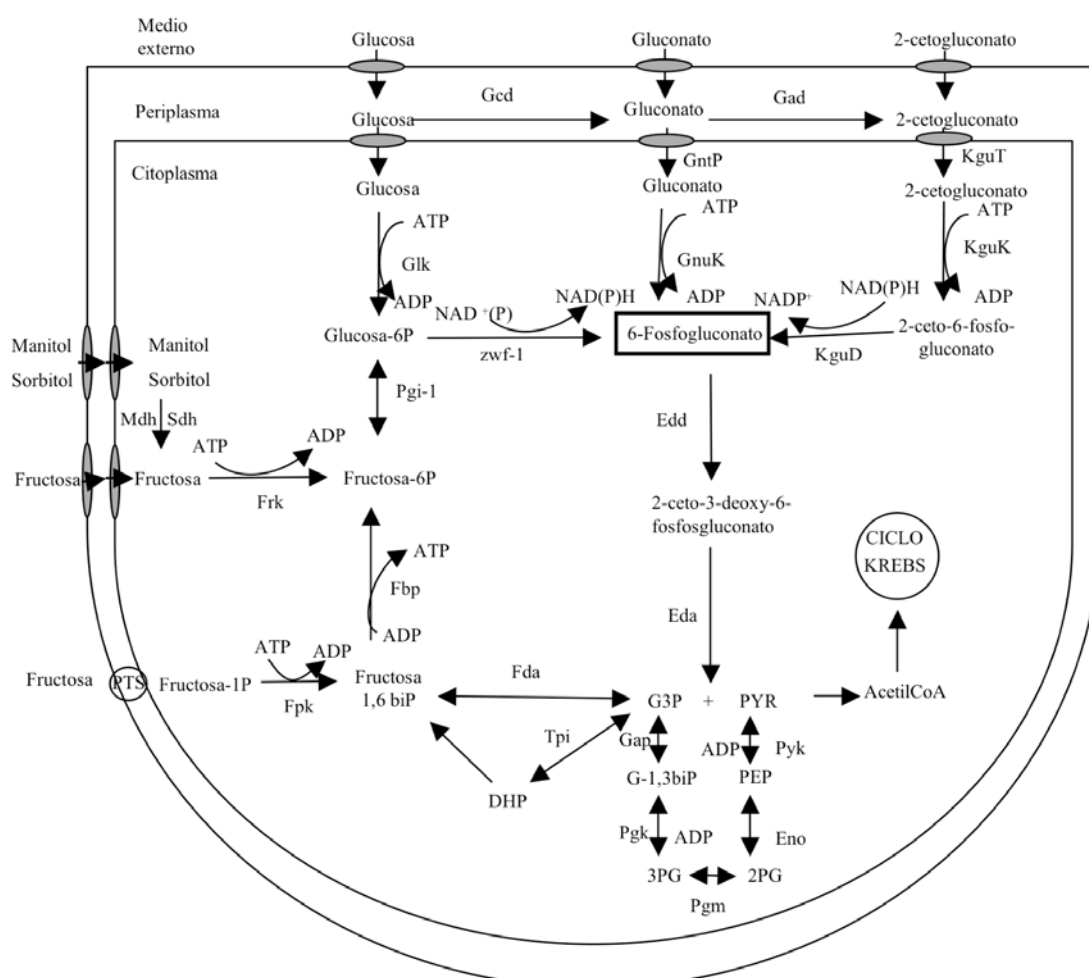 Medio
externo
Glucosa
Gluconato
2-cetogluconato
Gcd
Gad
Periplasma
Glucosa
Gluconato
2-cetogluconato
Citoplasma
GntP
KguT
Glucosa
Gluconato
2-cetogluconato
ATP
ATP
ATP
Glk
GnuK
KguK
ADP
NAD +(P)
NAD(P)H
ADP
NADP+
NAD(P)H
ADP
Glucosa-6P
6-Fosfogluconato
2-ceto-6-fosfo-
gluconato
zwf-1
KguD
Manitol
Sorbitol
Manitol
Sorbitol
Pgi-1
Mdh
Sdh
Edd
ATP
ADP
Fructosa
Fructosa
Fructosa-6P
Frk
2-ceto-3-deoxy-6-
fosfosgluconato
CICLO
KREBS
ATP
Fbp
ADP
Eda
ATP
ADP
Fructosa
PTS
Fructosa-1P
Fpk
Fructosa
1,6 biP
Fda
G3P + PYR
AcetilCoA
Tpi
Gap
ADP
Pyk
DHP
G-1,3biP
PEP
Pgk
ADP
Eno
3PG
2PG
Pgm